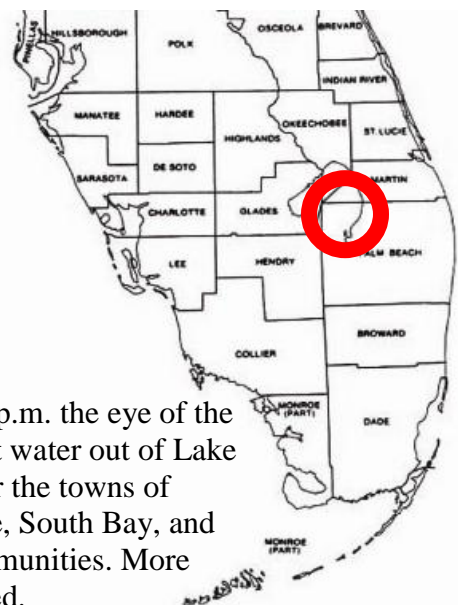 OSCEOLA
BREVARD
HILLSBOROUGH
POLK
PINELLAS
INDIAN RIVER
MANATEE
HARDEE
OKEECHOBEE
HIGHLANDS
ST. LUCIE
DE SOTO
SARASOTA
MARTIN
CHARLOTTE
GLADES
PALM BEACH
LEE
HENDRY
BROWARD
COLLIER
MONROE
(PART)
DADE
p.m. the eye of the
t water out of Lake
r the towns of
e, South Bay, and
munities. More
ed.
MONROE
(PART)